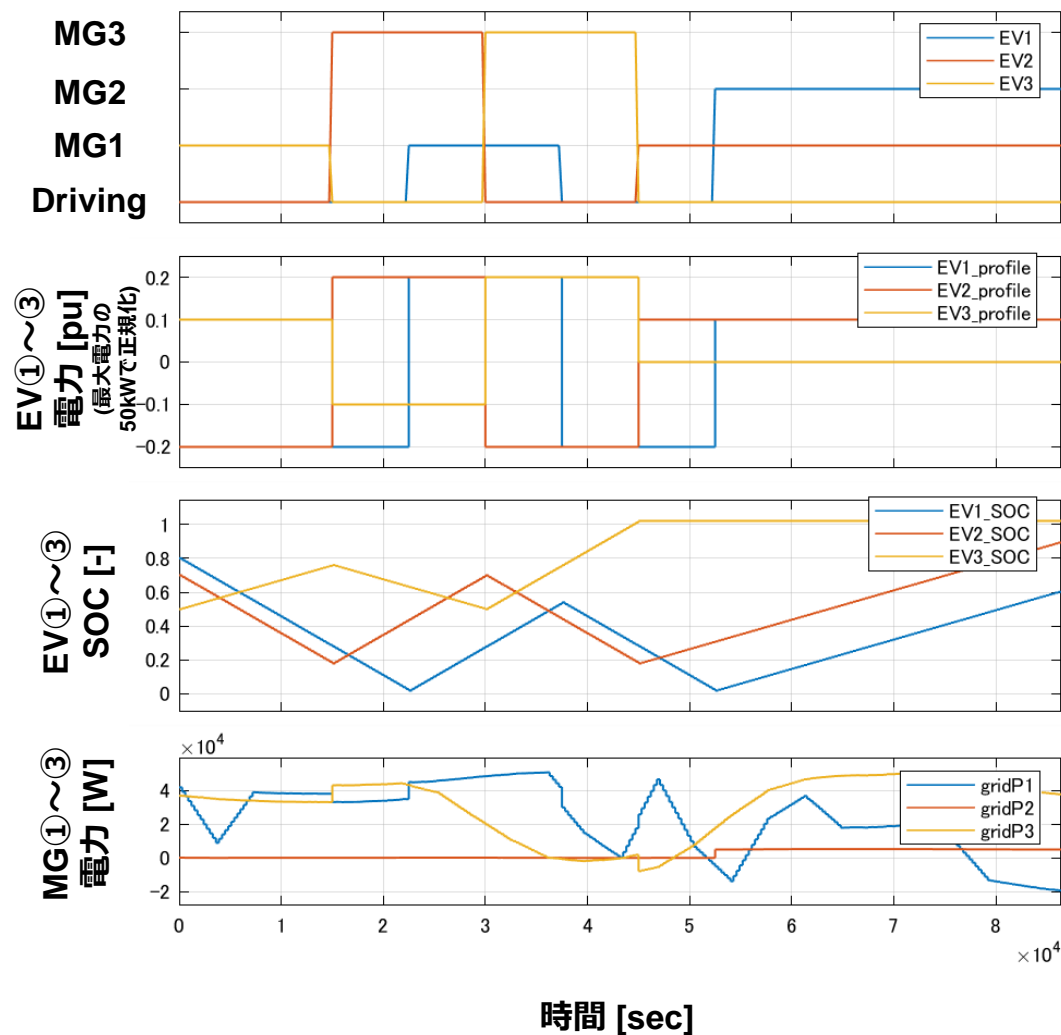 MG3
MG2
MG1
Driving
EV1
EV2
EV3
EV①～③
電力 [pu]
(最大電力の
50kWで正規化)
0.2
0.1
0
-0.1
-0.2
EV1_profile
EV2_profile
EV3_profile
EV①～③
SOC [-]
1
0.8
0.6
0.4
0.2
0
EV1_SOC
EV2_SOC
EV3_SOC
MG①～③
電力 [W]
×10⁴
4
2
0
-2
gridP1
gridP2
gridP3
0 1 2 3 4 5 6 7 8
×10⁴
時間 [sec]